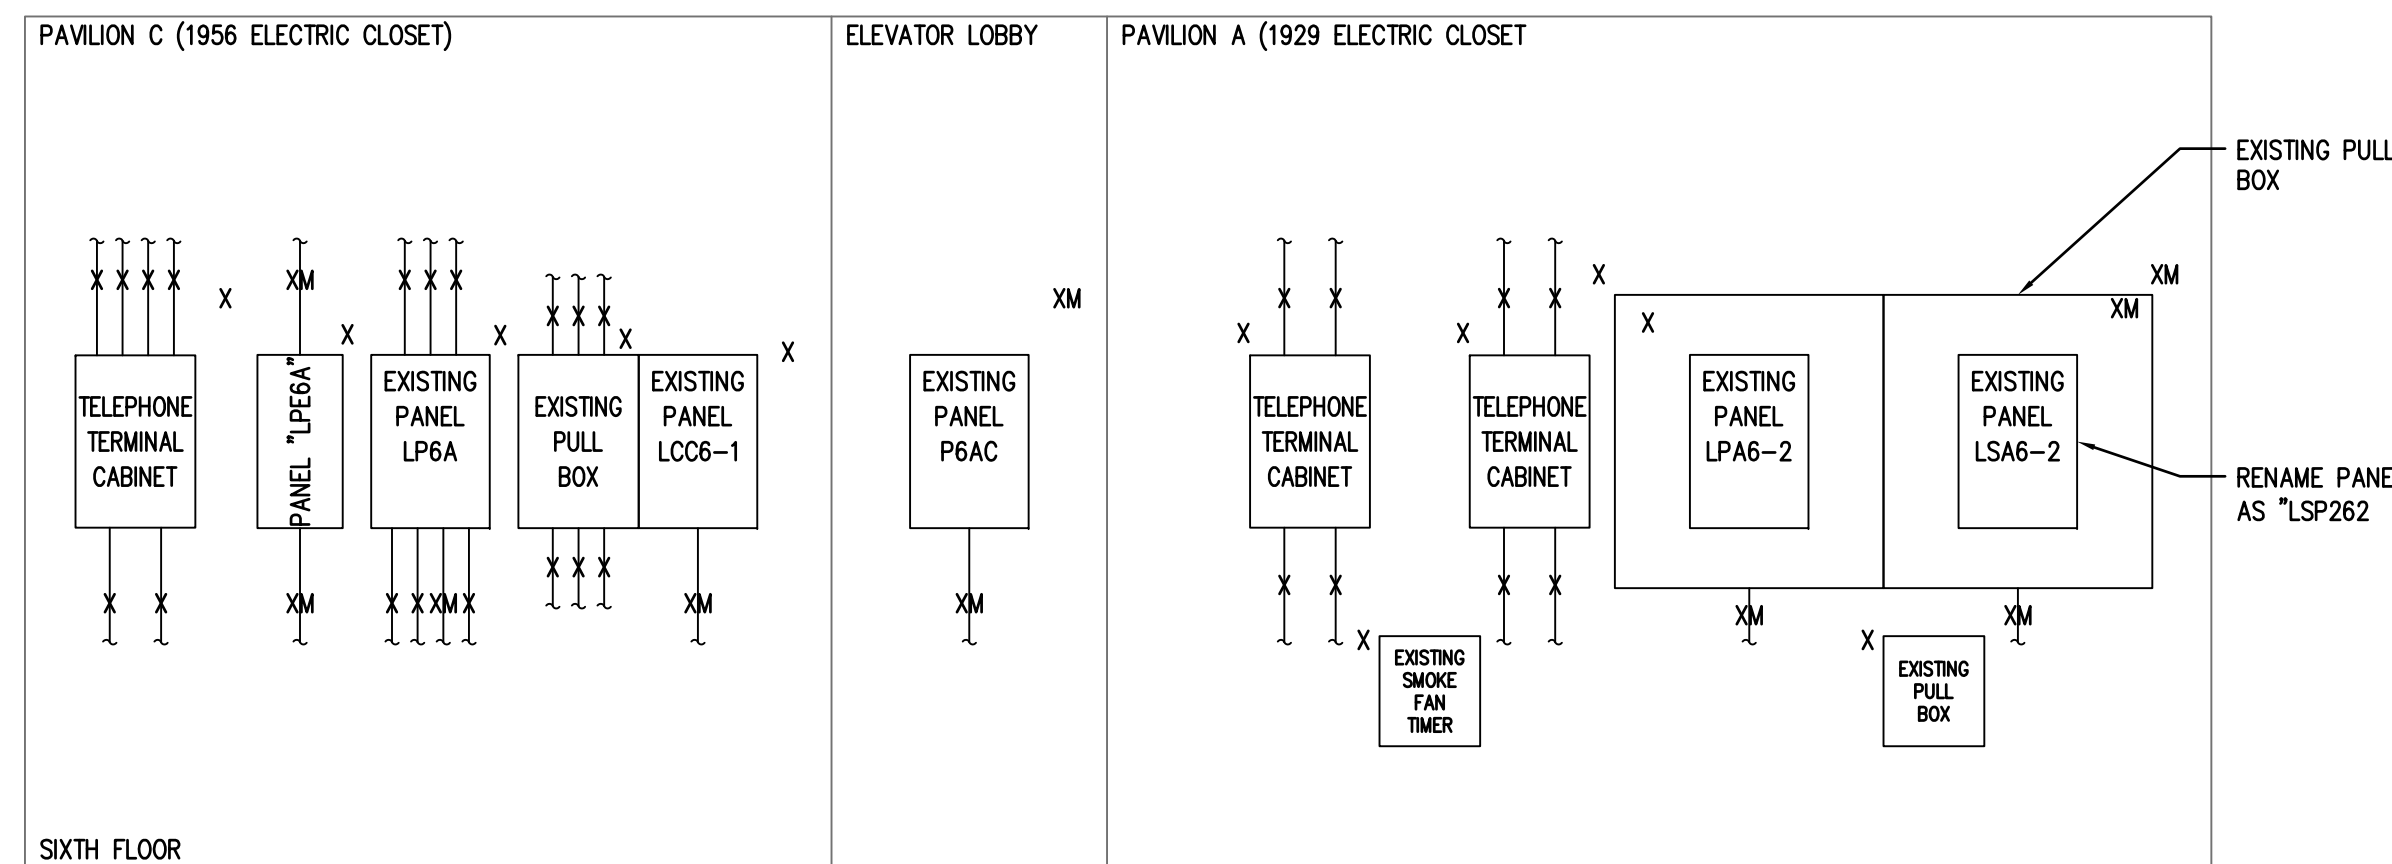 PAVILION C (1956 ELECTRIC CLOSET)
ELEVATOR LOBBY
PAVILION A (1929 ELECTRIC CLOSET
EXISTING PULL
BOX
X X X X
X
XM
X
X X X
X
X X X
X
X
XM
X X
X
X X
X
X
X
XM
XM
TELEPHONE
TERMINAL
CABINET
PANEL "LPE6A"
EXISTING
PANEL
LP6A
EXISTING
PULL
BOX
EXISTING
PANEL
LCC6-1
EXISTING
PANEL
P6AC
TELEPHONE
TERMINAL
CABINET
TELEPHONE
TERMINAL
CABINET
EXISTING
PANEL
LPA6-2
EXISTING
PANEL
LSA6-2
RENAME PANE
AS "LSP262
X X
XM
X X XM X
X X X
XM
XM
X X
X X
XM
XM
X
EXISTING
SMOKE
FAN
TIMER
X
EXISTING
PULL
BOX
SIXTH FLOOR